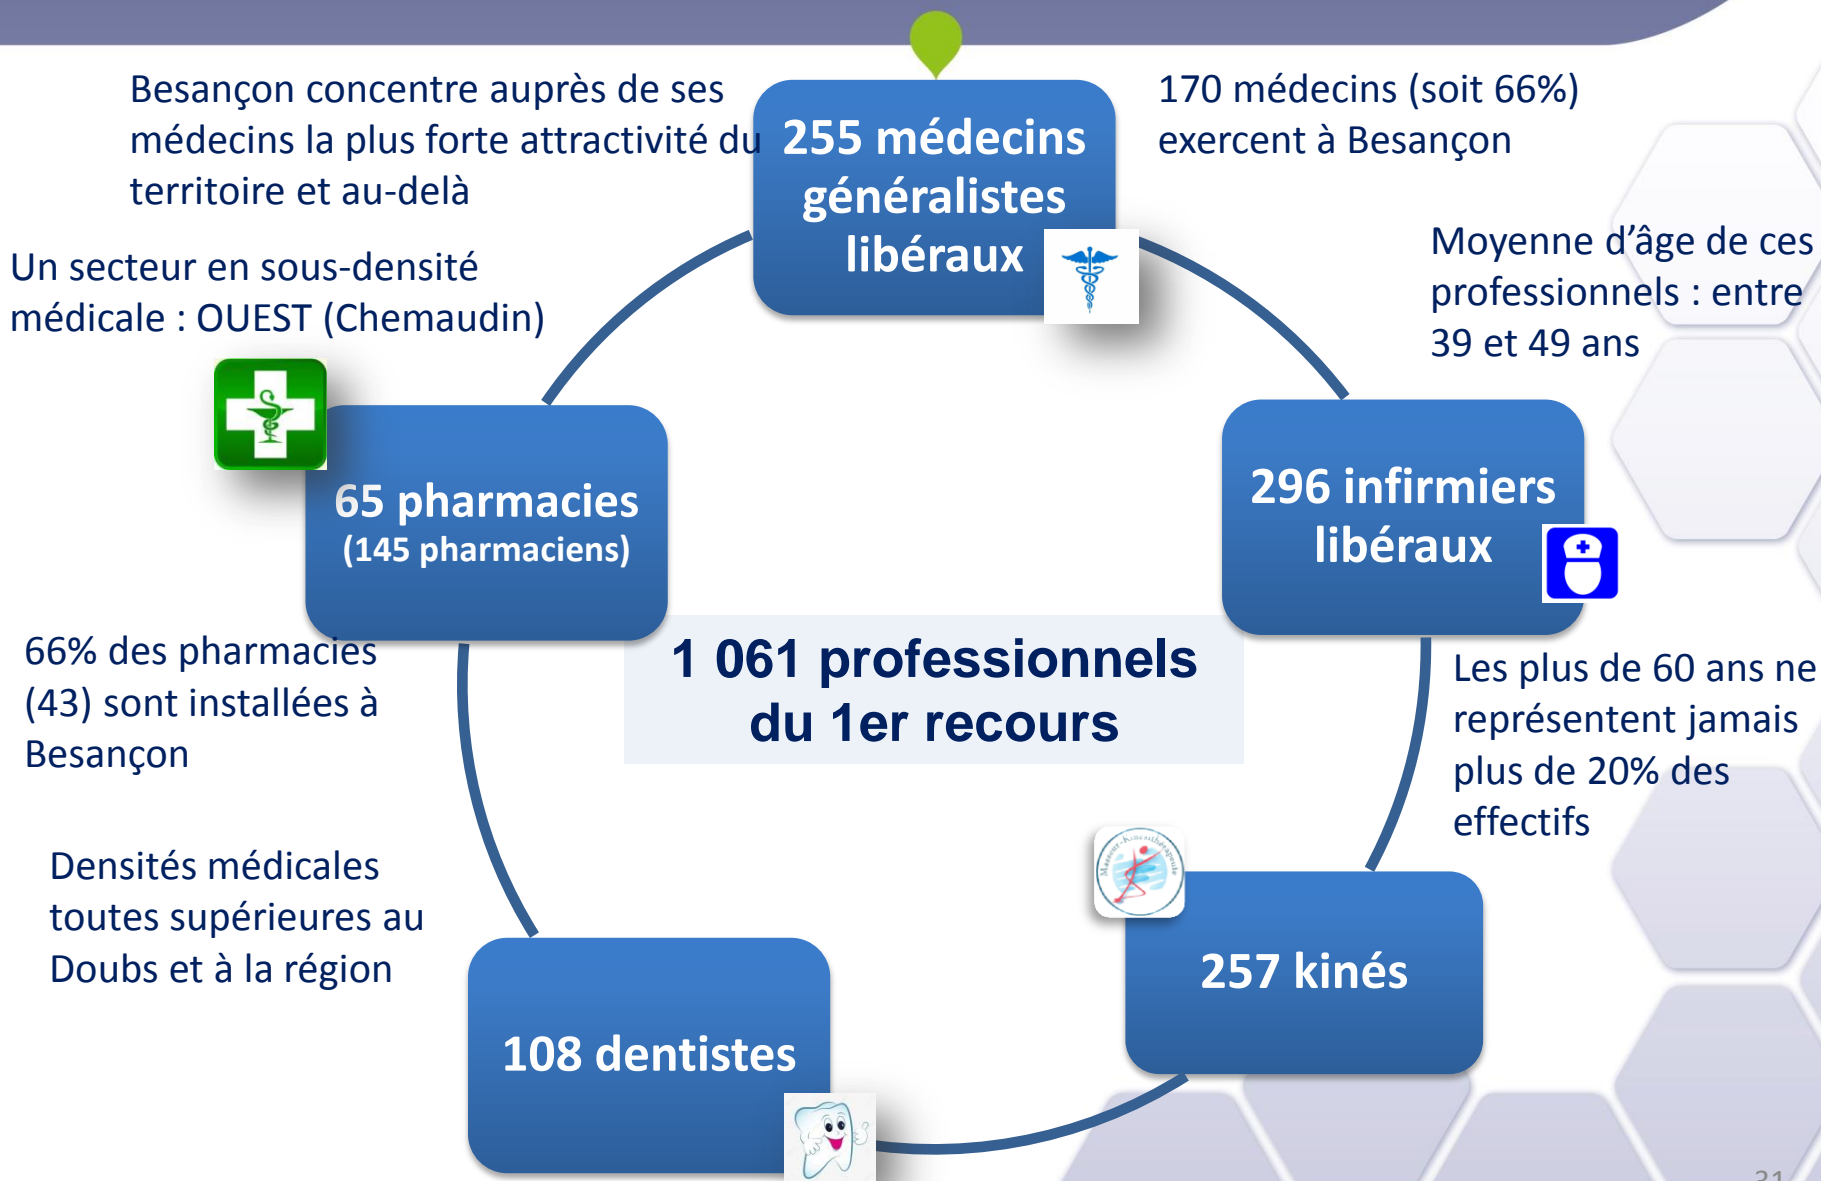 Besançon concentre auprès de ses
médecins la plus forte attractivité du
territoire et au-delà
255 médecins
généralistes
libéraux
170 médecins (soit 66%)
exercent à Besançon
Un secteur en sous-densité
médicale : OUEST (Chemaudin)
Moyenne d’âge de ces
professionnels : entre
39 et 49 ans
65 pharmacies
(145 pharmaciens)
296 infirmiers
libéraux
1 061 professionnels
du 1er recours
66% des pharmacies
(43) sont installées à
Besançon
Les plus de 60 ans ne
représentent jamais
plus de 20% des
effectifs
Densités médicales
toutes supérieures au
Doubs et à la région
Masseur-Kinésithérapeute
257 kinés
108 dentistes
31